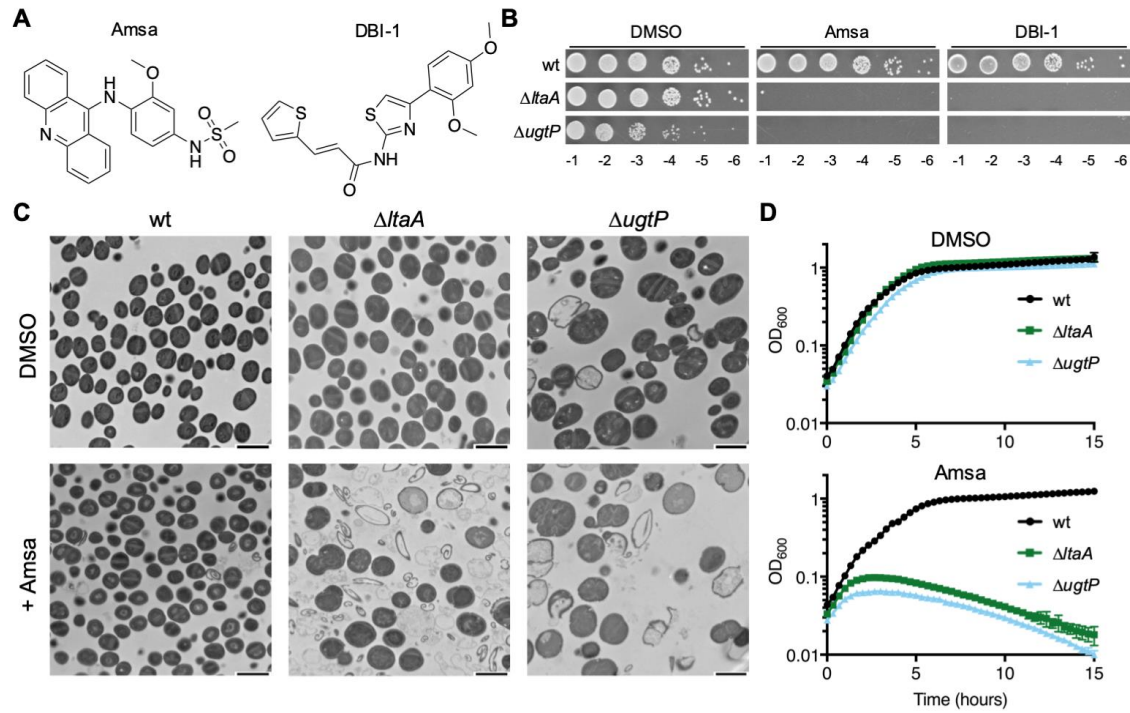 A
Amsa
DBI-1
N
HN
O
N
H
S
O
O
S
O
N
H
S
N
O
O
B
DMSO
Amsa
DBI-1
wt
ΔltaA
ΔugtP
-1 -2 -3 -4 -5 -6 -1 -2 -3 -4 -5 -6 -1 -2 -3 -4 -5 -6
C
wt
ΔltaA
ΔugtP
DMSO
+ Amsa
D
DMSO
OD600
1
0.1
0.01
0 5 10 15
wt
ΔltaA
ΔugtP
Amsa
OD600
1
0.1
0.01
0 5 10 15
wt
ΔltaA
ΔugtP
Time (hours)